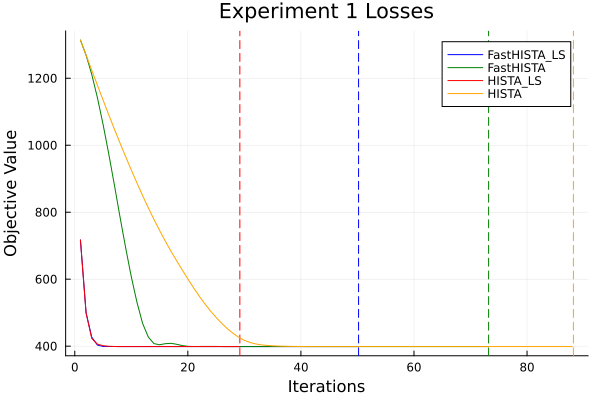 Experiment 1 Losses
FastHISTA_LS
FastHISTA
HISTA_LS
HISTA
Objective Value
1200
1000
800
600
400
0 20 40 60 80
Iterations